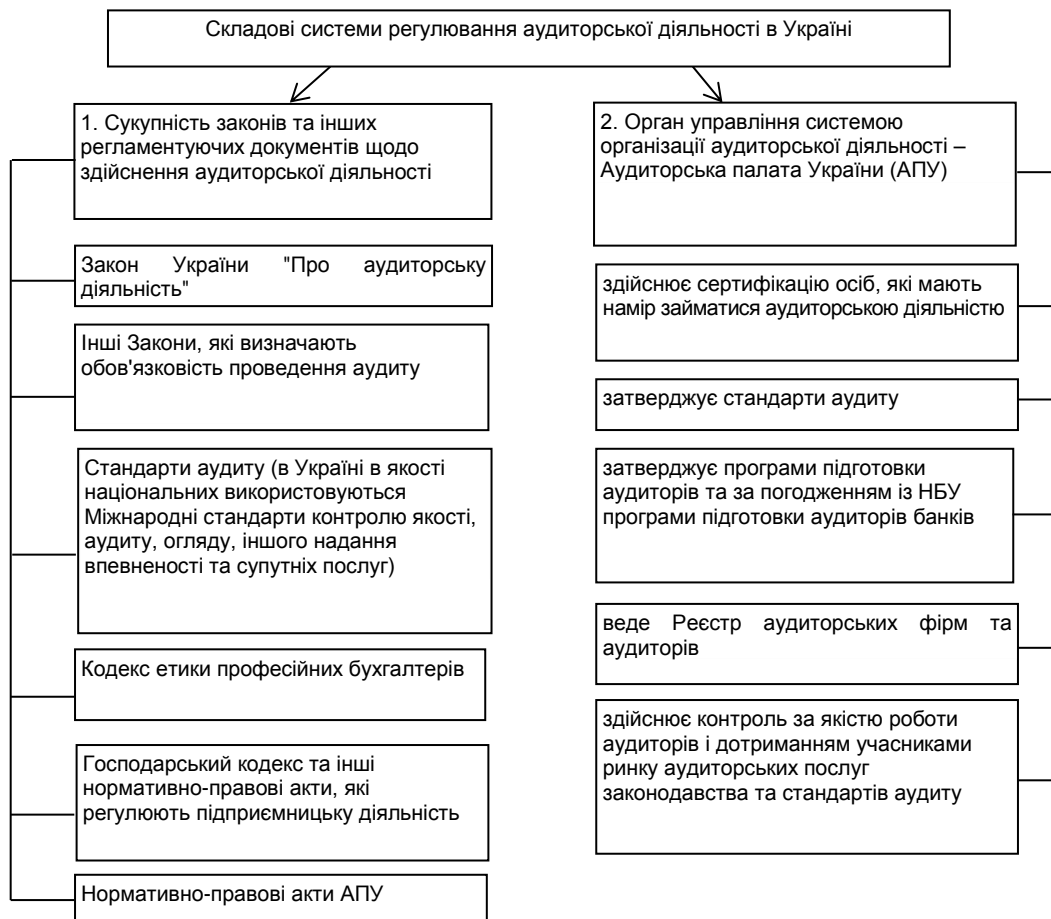 Складові системи регулювання аудиторської діяльності в Україні
1. Сукупність законів та інших
регламентуючих документів щодо
здійснення аудиторської діяльності
Закон України "Про аудиторську
діяльність"
Інші Закони, які визначають
обов'язковість проведення аудиту
Стандарти аудиту (в Україні в якості
національних використовуються
Міжнародні стандарти контролю якості,
аудиту, огляду, іншого надання
впевненості та супутніх послуг)
Кодекс етики професійних бухгалтерів
Господарський кодекс та інші
нормативно-правові акти, які
регулюють підприємницьку діяльність
Нормативно-правові акти АПУ
2. Орган управління системою
організації аудиторської діяльності –
Аудиторська палата України (АПУ)
здійснює сертифікацію осіб, які мають
намір займатися аудиторською діяльністю
затверджує стандарти аудиту
затверджує програми підготовки
аудиторів та за погодженням із НБУ
програми підготовки аудиторів банків
веде Реєстр аудиторських фірм та
аудиторів
здійснює контроль за якістю роботи
аудиторів і дотриманням учасниками
ринку аудиторських послуг
законодавства та стандартів аудиту